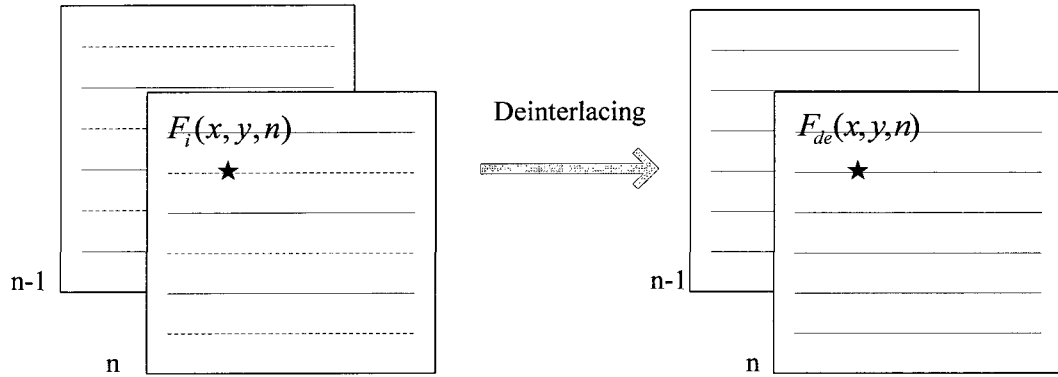 Deinterlacing
F_i(x, y, n)
F_de(x, y, n)
n-1
n-1
n
n